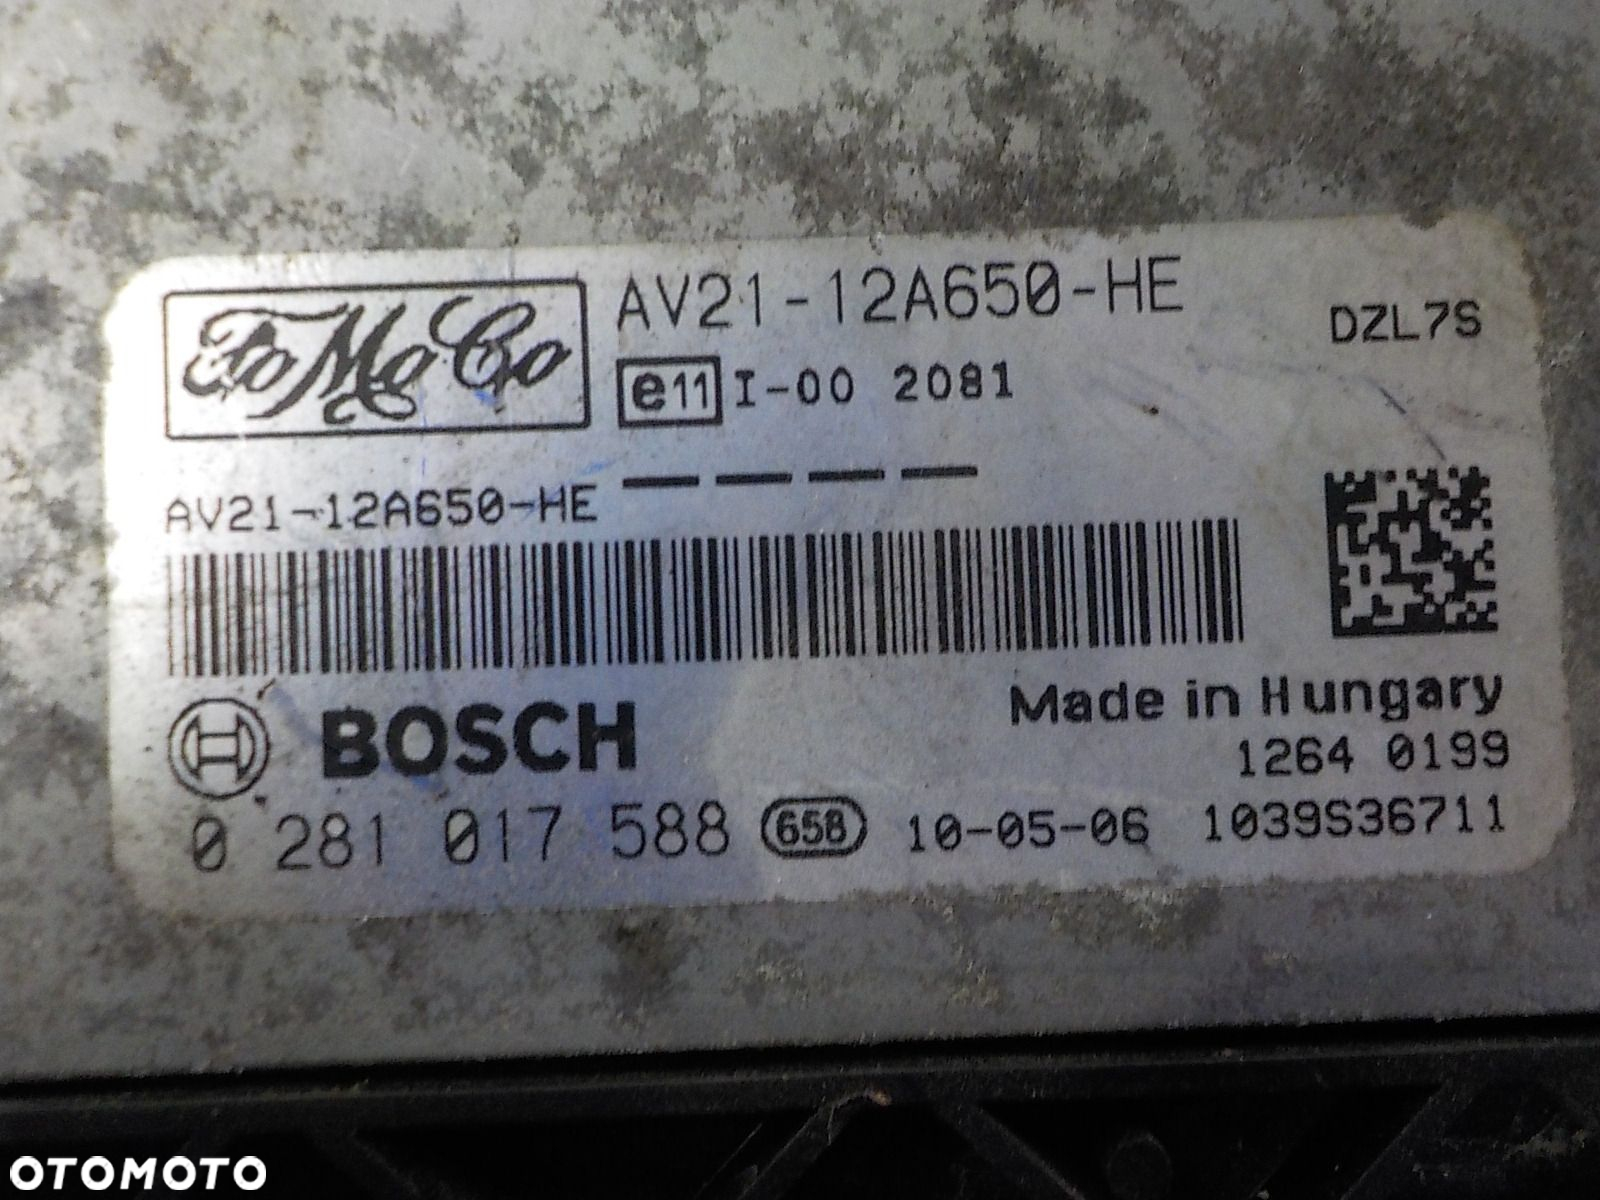 FoMoCo
AV21-12A650-HE
DZL7S
e11 I-00 2081
AV21-12A650-HE
BOSCH
Made in Hungary
1264 0199
0 281 017 588 658 10-05-06 1039S36711
OTOMOTO